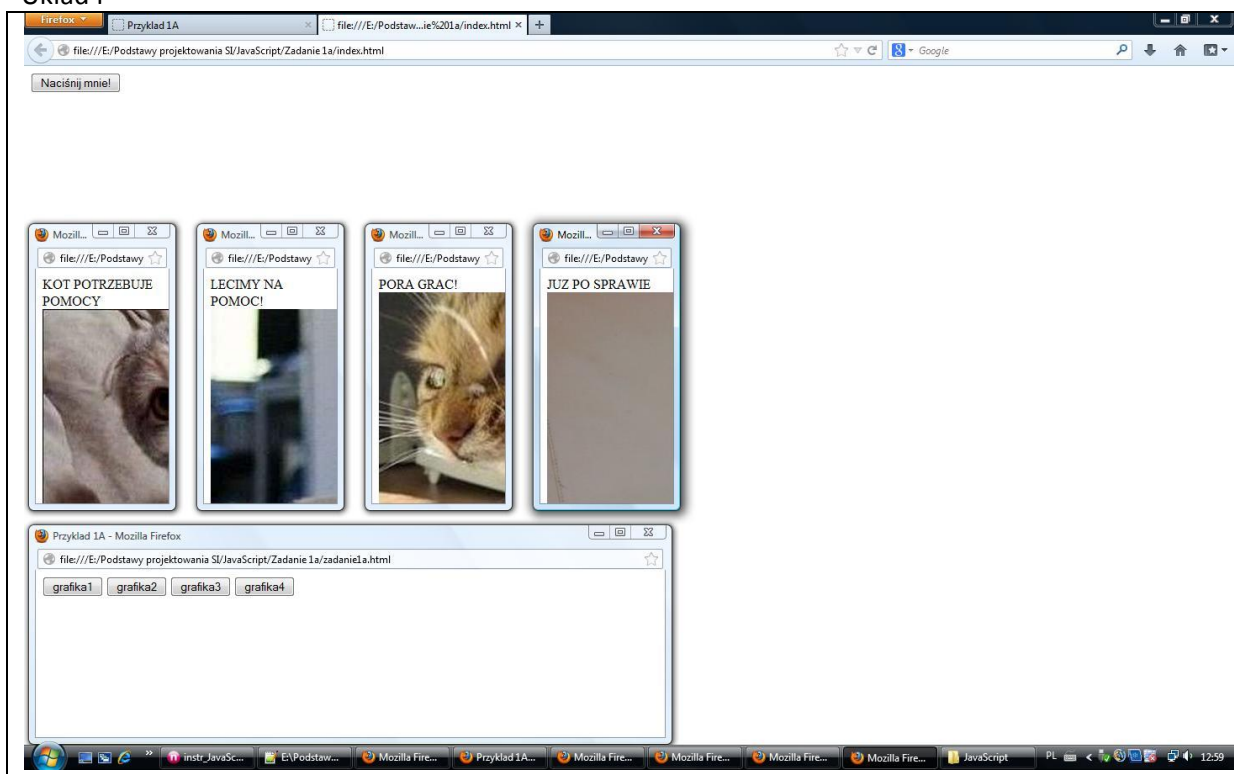 Układ I
Firefox
Przyklad 1A
file:///E:/Podstaw...ie%201a/index.html
file:///E:/Podstawy projektowania SI/JavaScript/Zadanie 1a/index.html
Google
Naciśnij mnie!
Mozill...
file:///E:/Podstawy
KOT POTRZEBUJE
POMOCY
Mozill...
file:///E:/Podstawy
LECIMY NA
POMOC!
Mozill...
file:///E:/Podstawy
PORA GRAC!
Mozill...
file:///E:/Podstawy
JUZ PO SPRAWIE
Przyklad 1A - Mozilla Firefox
file:///E:/Podstawy projektowania SI/JavaScript/Zadanie 1a/zadanie1a.html
grafika1 grafika2 grafika3 grafika4
instr_JavaSc... E:\Podstaw... Mozilla Fire... Przyklad 1A... Mozilla Fire... Mozilla Fire... Mozilla Fire... Mozilla Fire... JavaScript PL 12:59